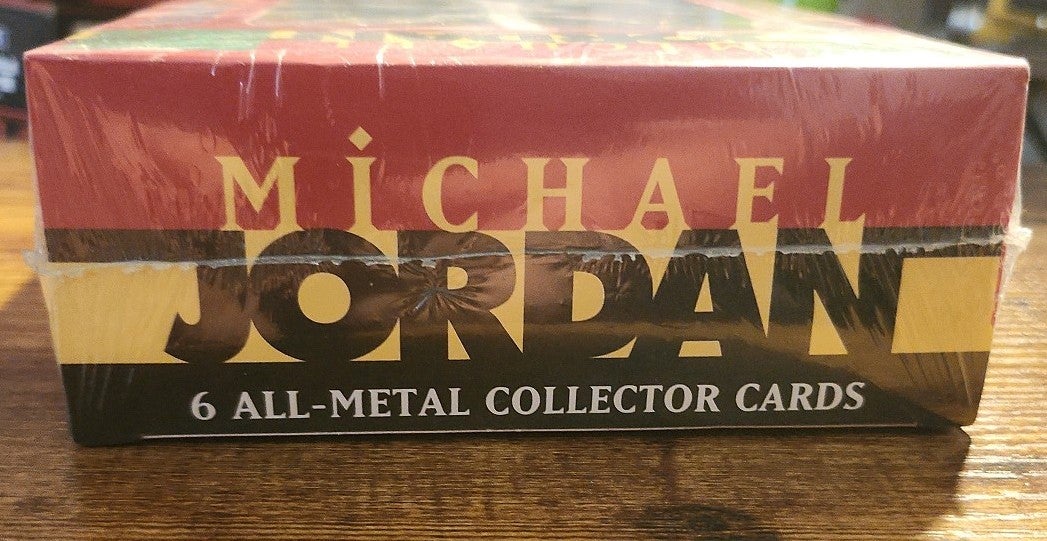 MiCHAEL
JORDAN
6 ALL-METAL COLLECTOR CARDS